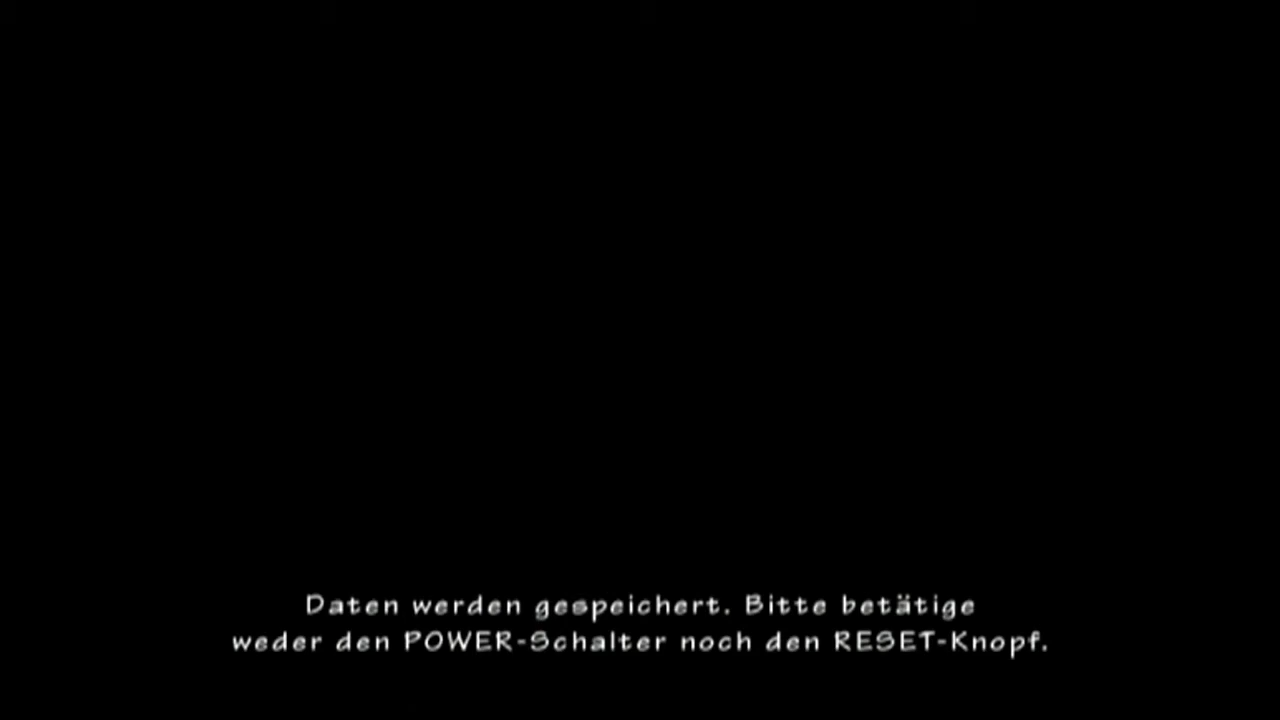 Daten werden gespeichert. Bitte betätige
weder den POWER-Schalter noch den RESET-Knopf.